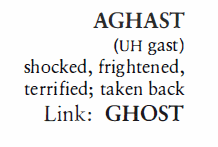 AGHAST
(UH gast)
shocked, frightened,
terrified; taken back
Link: GHOST